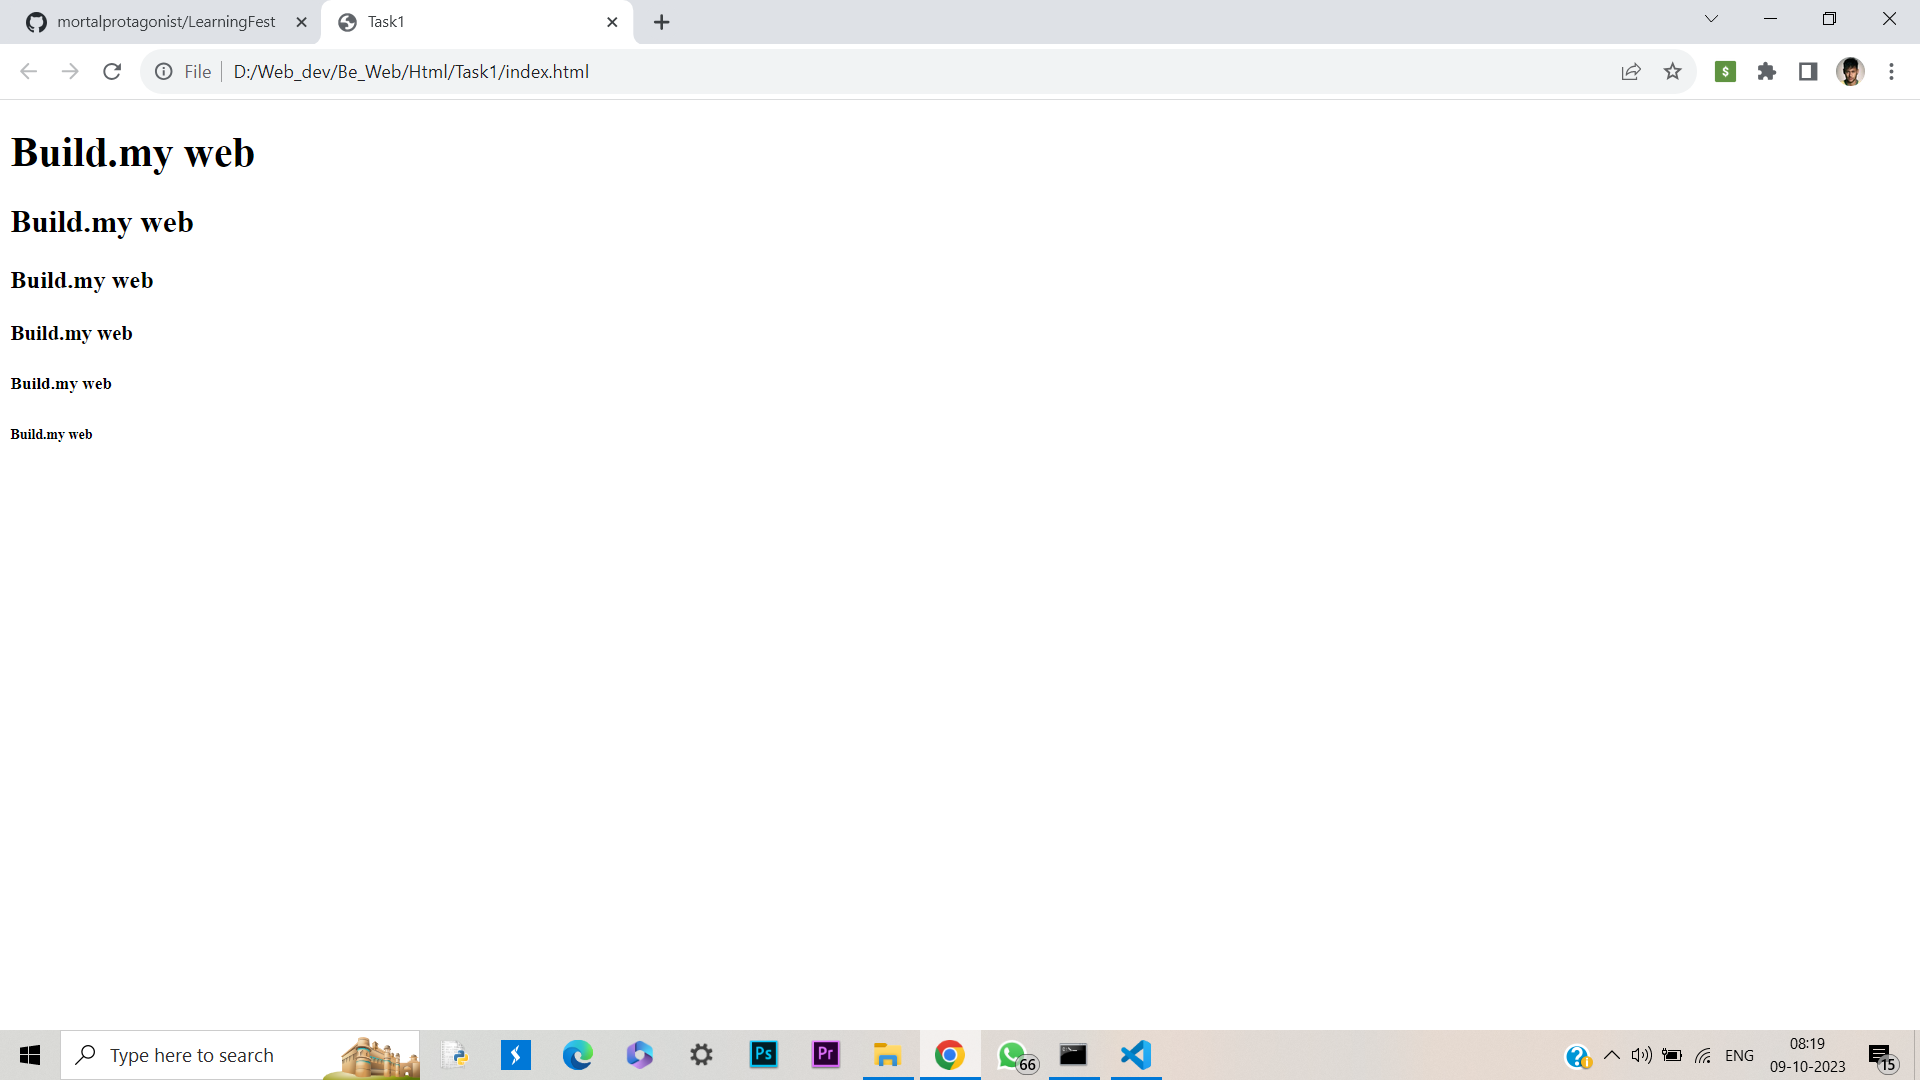 mortalprotagonist/LearningFest
Task1
File
D:/Web_dev/Be_Web/Html/Task1/index.html
$
Build.my web
Build.my web
Build.my web
Build.my web
Build.my web
Build.my web
Type here to search
Ps
Pr
66
ENG
08:19
09-10-2023
15